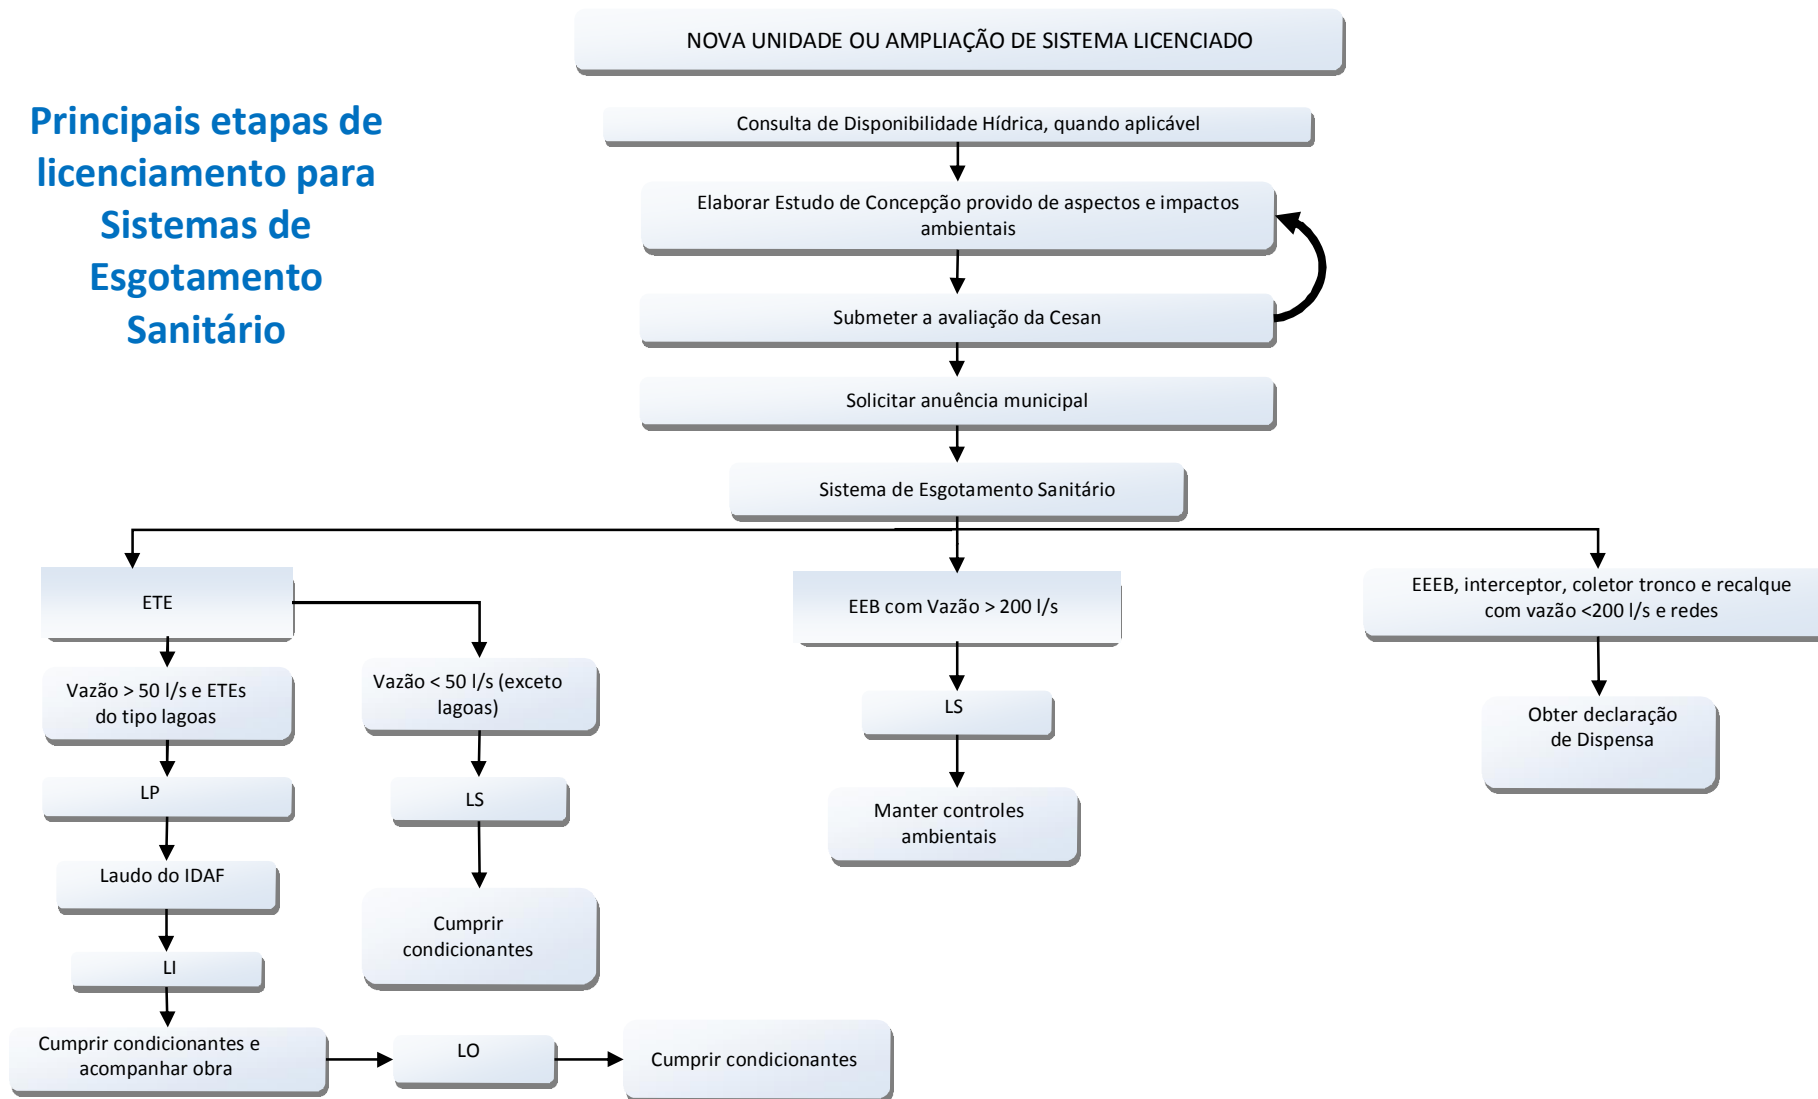 NOVA UNIDADE OU AMPLIAÇÃO DE SISTEMA LICENCIADO
Principais etapas de
licenciamento para
Sistemas de
Esgotamento
Sanitário
Consulta de Disponibilidade Hídrica, quando aplicável
Elaborar Estudo de Concepção provido de aspectos e impactos
ambientais
Submeter a avaliação da Cesan
Solicitar anuência municipal
Sistema de Esgotamento Sanitário
ETE
Vazão > 50 l/s e ETEs
do tipo lagoas
LP
Laudo do IDAF
LI
Cumprir condicionantes e
acompanhar obra
LO
Cumprir condicionantes
Vazão < 50 l/s (exceto
lagoas)
LS
Cumprir
condicionantes
EEB com Vazão > 200 l/s
LS
Manter controles
ambientais
EEEB, interceptor, coletor tronco e recalque
com vazão <200 l/s e redes
Obter declaração
de Dispensa